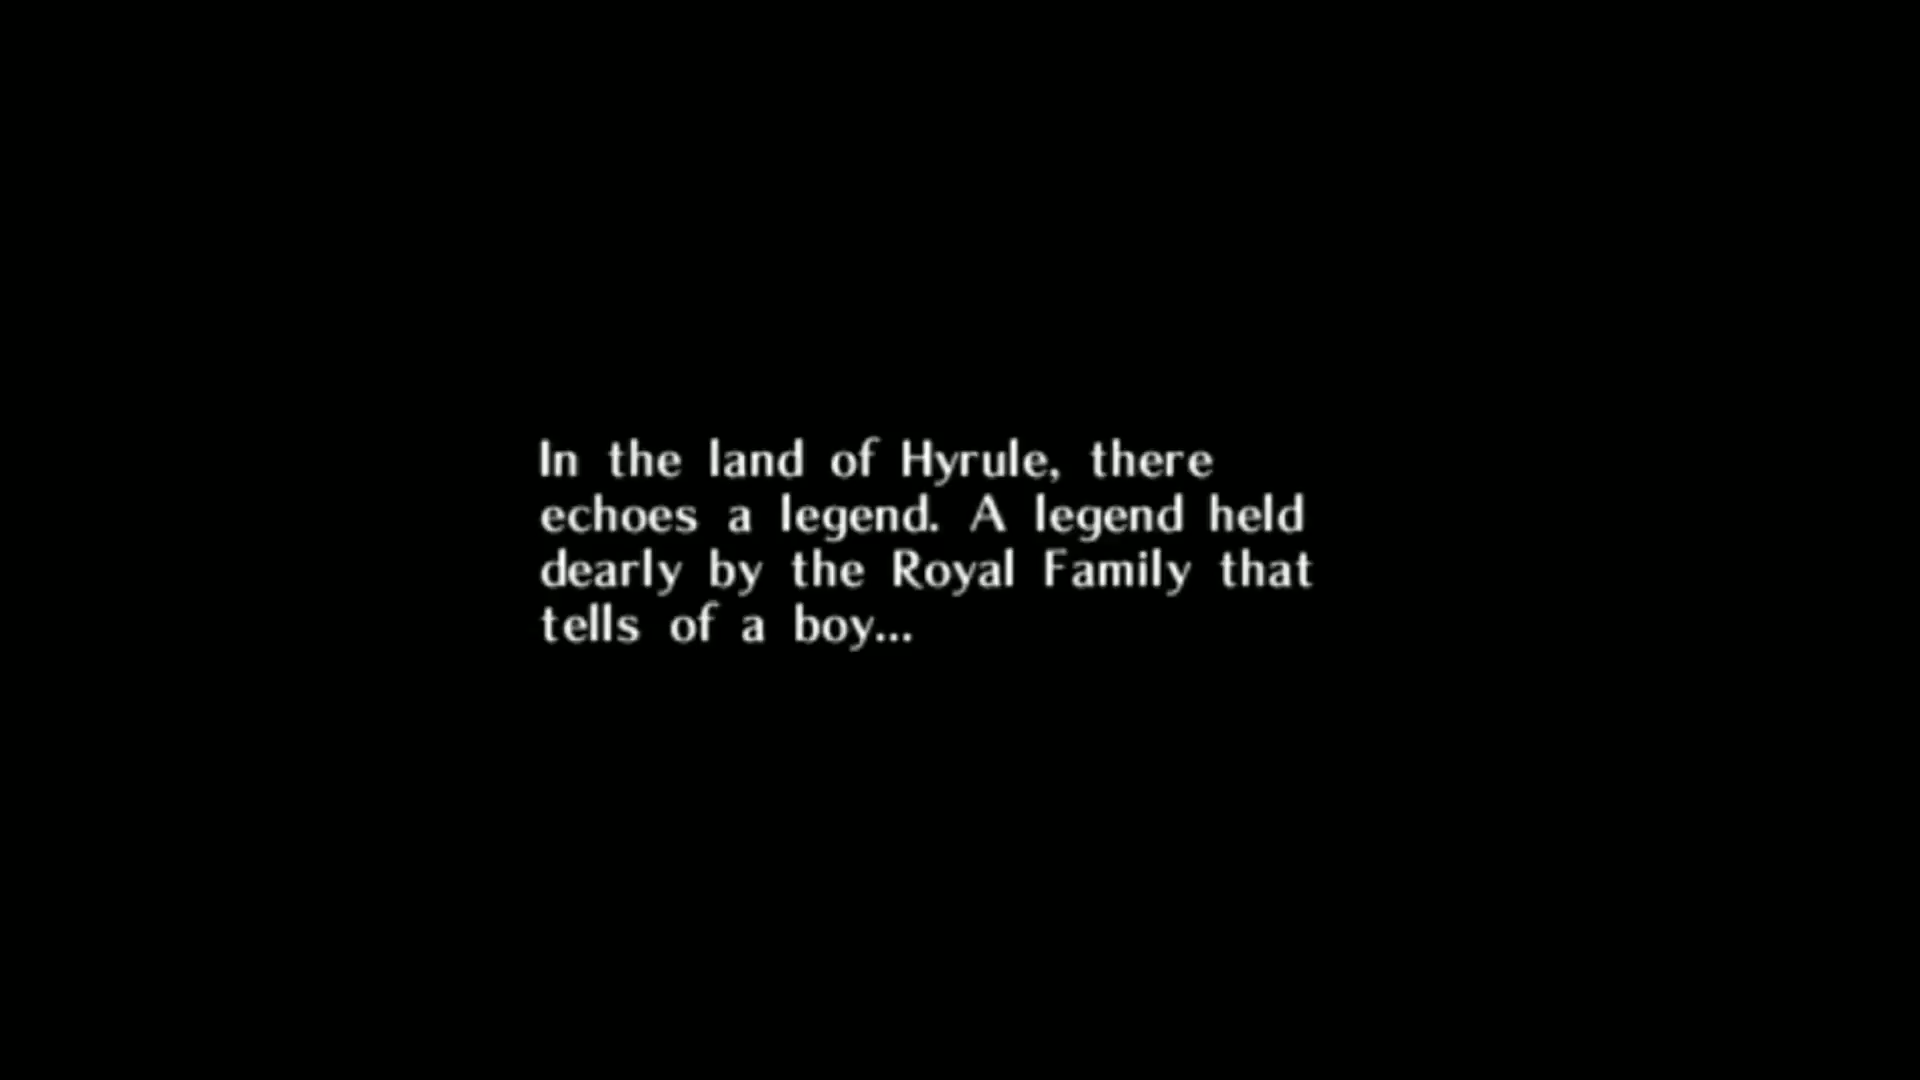 In the land of Hyrule, there
echoes a legend. A legend held
dearly by the Royal Family that
tells of a boy...